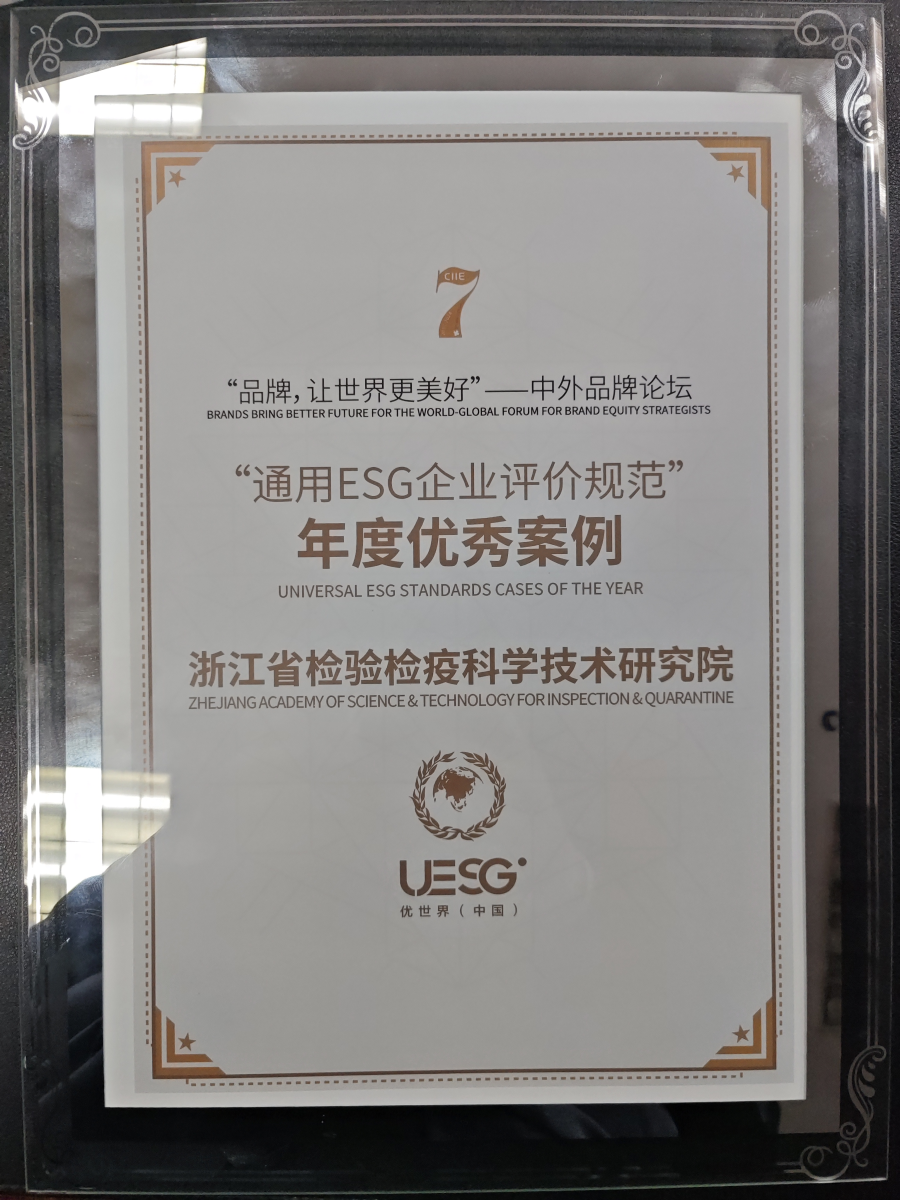 CIIE
7
“品牌，让世界更美好”——中外品牌论坛
BRANDS BRING BETTER FUTURE FOR THE WORLD-GLOBAL FORUM FOR BRAND EQUITY STRATEGISTS
“通用ESG企业评价规范”
年度优秀案例
UNIVERSAL ESG STANDARDS CASES OF THE YEAR
浙江省检验检疫科学技术研究院
ZHEJIANG ACADEMY OF SCIENCE & TECHNOLOGY FOR INSPECTION & QUARANTINE
UESG
优世界（中国）